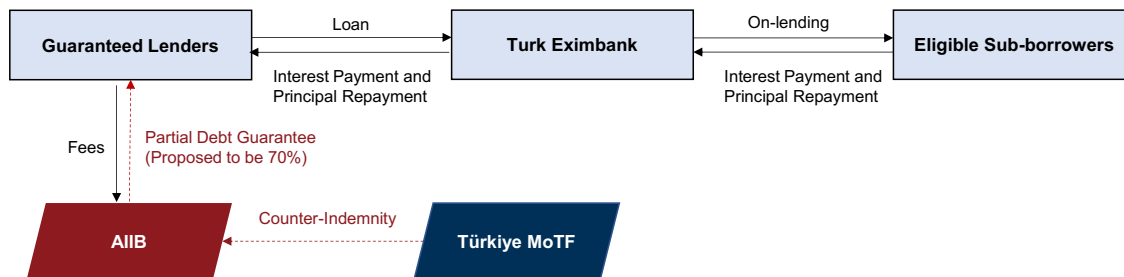 Guaranteed Lenders
Loan
Turk Eximbank
On-lending
Eligible Sub-borrowers
Interest Payment and
Principal Repayment
Interest Payment and
Principal Repayment
Fees
Partial Debt Guarantee
(Proposed to be 70%)
AIIB
Counter-Indemnity
Türkiye MoTF